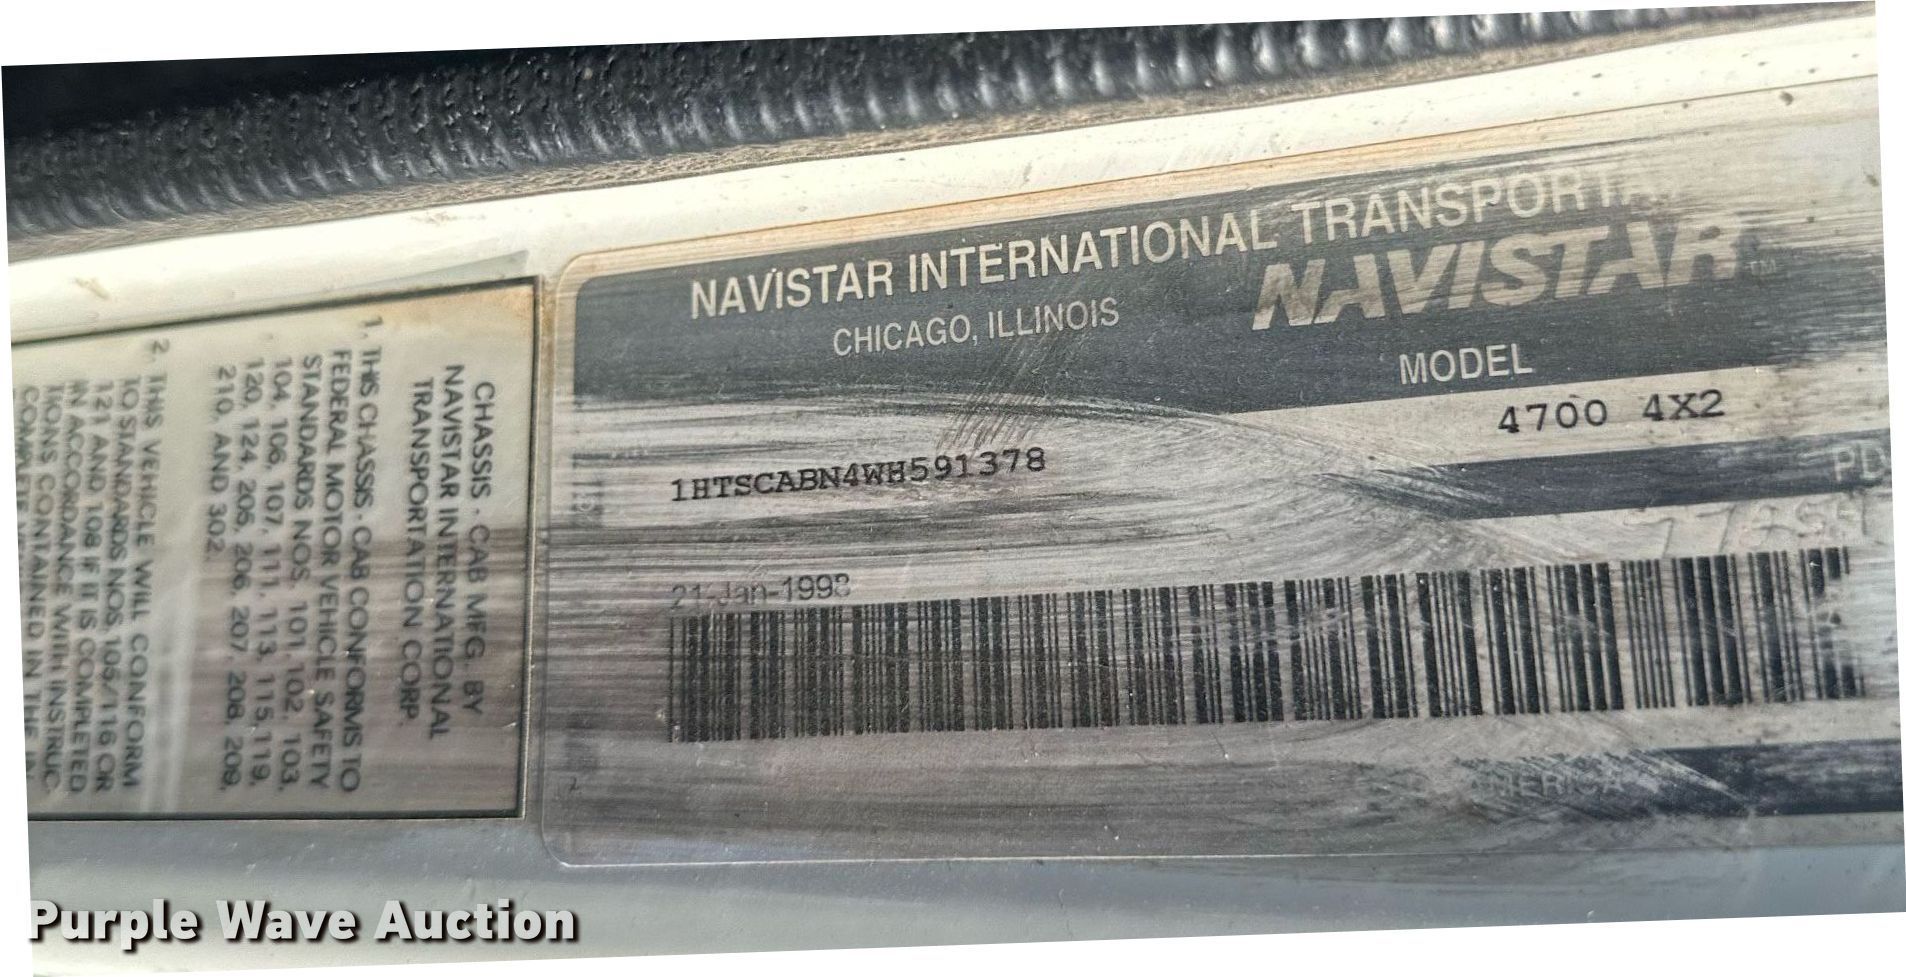 NAVISTAR INTERNATIONAL
CHICAGO, ILLINOIS
NAVISTAR
TM
MODEL
4700 4X2
1HTSCABN4WH591378
21-Jan-1998
CHASSIS - CAB MFG. BY
NAVISTAR INTERNATIONAL
TRANSPORTATION CORP.
1. THIS CHASSIS - CAB CONFORMS TO
FEDERAL MOTOR VEHICLE SAFETY
STANDARDS NOS. 101, 102, 103,
104, 106, 107, 111, 113, 115, 119,
120, 124, 205, 206, 207, 208, 209,
210, AND 302.
2. THIS VEHICLE WILL CONFORM
TO STANDARDS NOS. 105/116 OR
121 AND 108 IF IT IS COMPLETED
IN ACCORDANCE WITH INSTRUC
TIONS CONTAINED IN THE
Purple Wave Auction